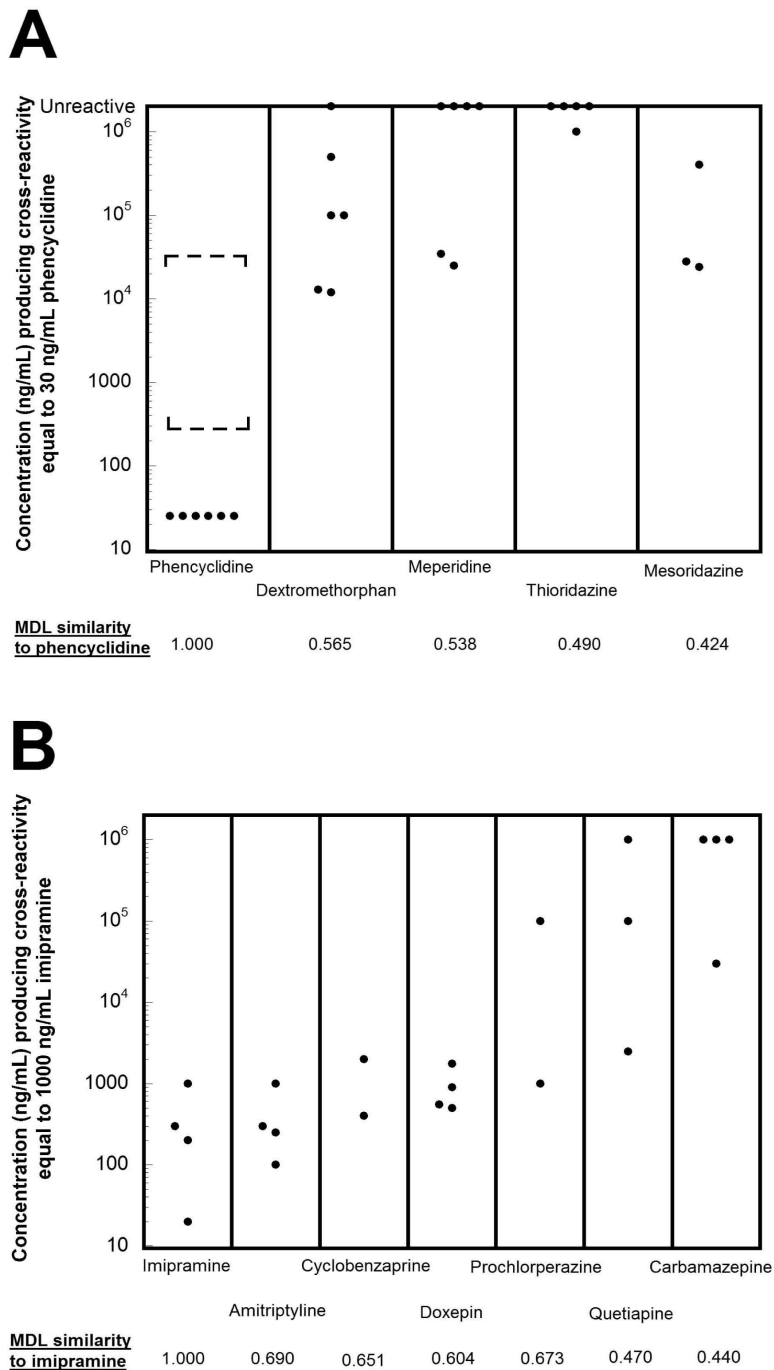 A
Concentration (ng/mL) producing cross-reactivity
equal to 30 ng/mL phencyclidine
Unreactive
10⁶
10⁵
10⁴
1000
100
10
Phencyclidine
Dextromethorphan
Meperidine
Thioridazine
Mesoridazine
MDL similarity
to phencyclidine 1.000 0.565 0.538 0.490 0.424
B
Concentration (ng/mL) producing cross-reactivity
equal to 1000 ng/mL imipramine
10⁶
10⁵
10⁴
1000
100
10
Imipramine Cyclobenzaprine Prochlorperazine Carbamazepine
Amitriptyline Doxepin Quetiapine
MDL similarity
to imipramine 1.000 0.690 0.651 0.604 0.673 0.470 0.440